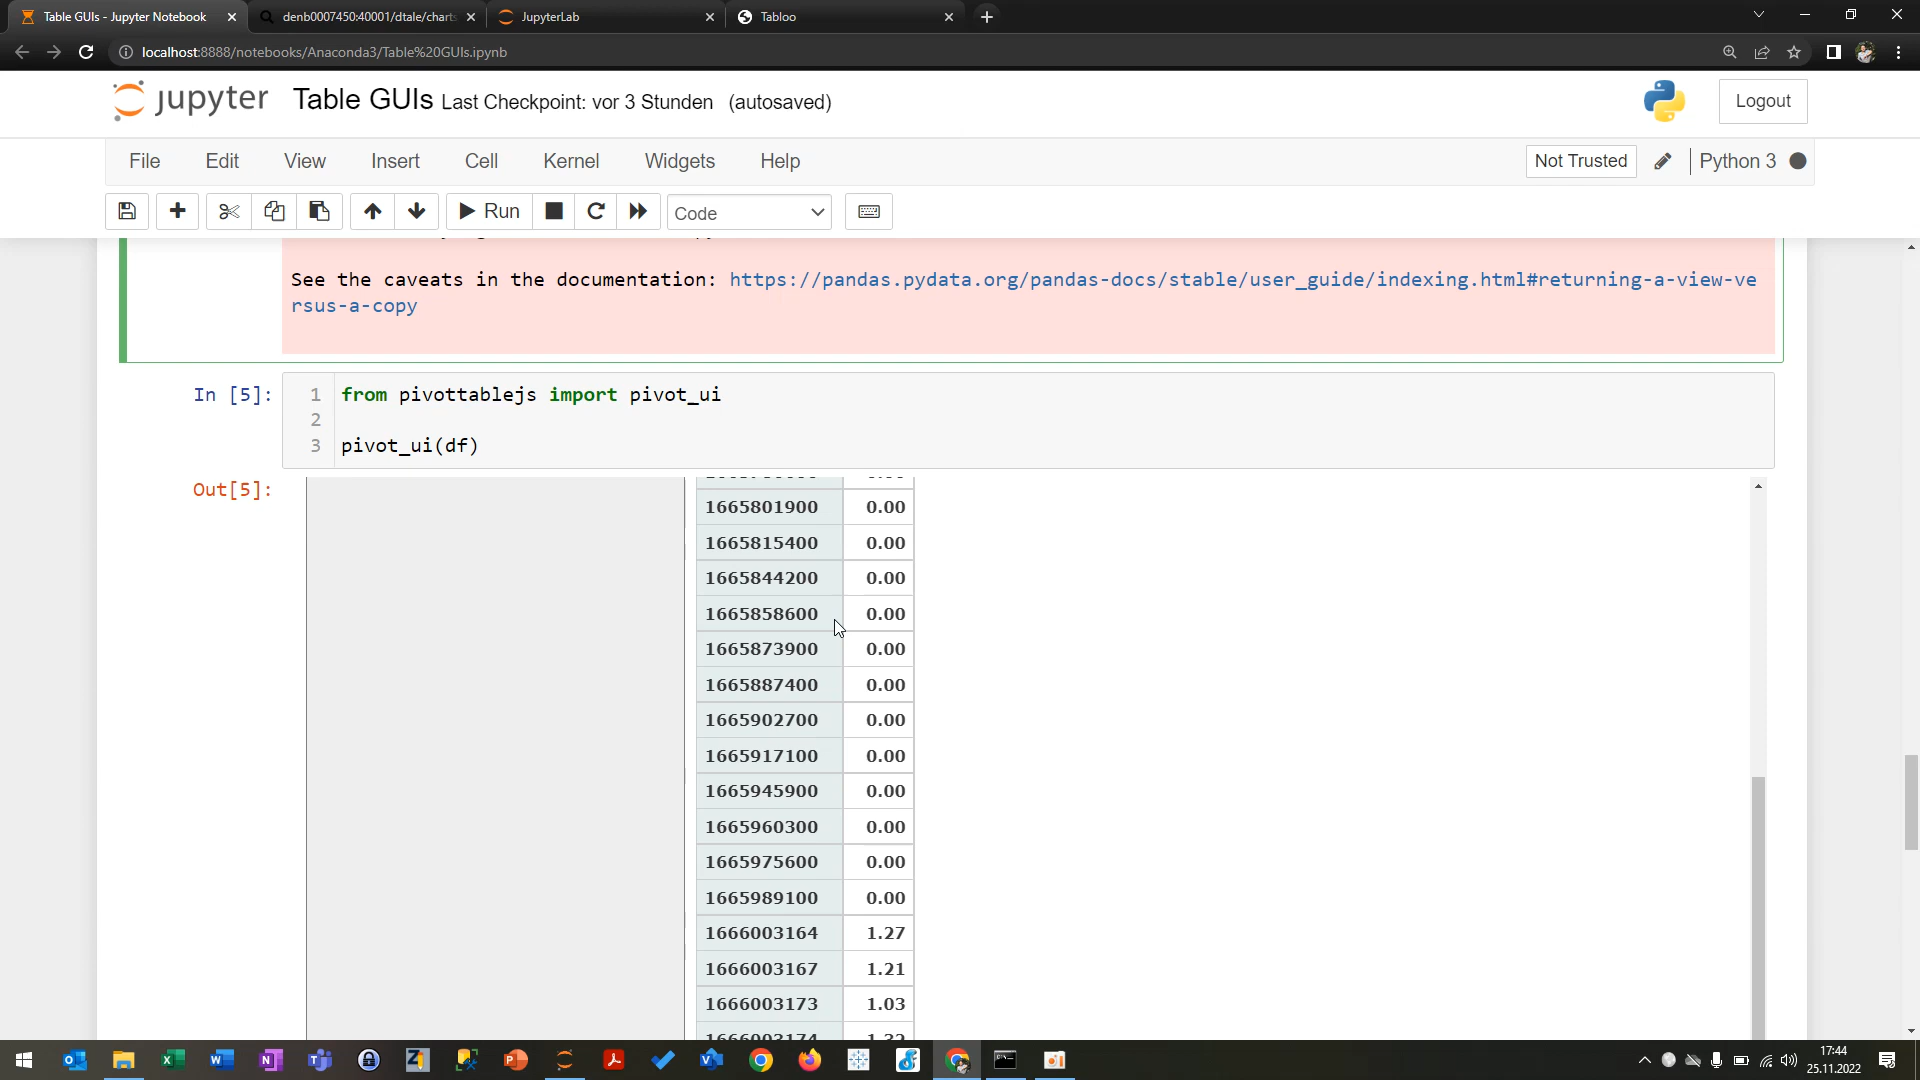 Table GUIs - Jupyter Notebook
denb0007450:40001/dtale/charts
JupyterLab
Tabloo
localhost:8888/notebooks/Anaconda3/Table%20GUIs.ipynb
jupyter Table GUIs Last Checkpoint: vor 3 Stunden (autosaved)
Logout
File Edit View Insert Cell Kernel Widgets Help
Not Trusted
Python 3
Run
Code
See the caveats in the documentation: https://pandas.pydata.org/pandas-docs/stable/user_guide/indexing.html#returning-a-view-ve
rsus-a-copy
In [5]:
1 from pivottablejs import pivot_ui
2
3 pivot_ui(df)
Out[5]:
1665801900 0.00
1665815400 0.00
1665844200 0.00
1665858600 0.00
1665873900 0.00
1665887400 0.00
1665902700 0.00
1665917100 0.00
1665945900 0.00
1665960300 0.00
1665975600 0.00
1665989100 0.00
1666003164 1.27
1666003167 1.21
1666003173 1.03
1666003174 1.32
17:44
25.11.2022